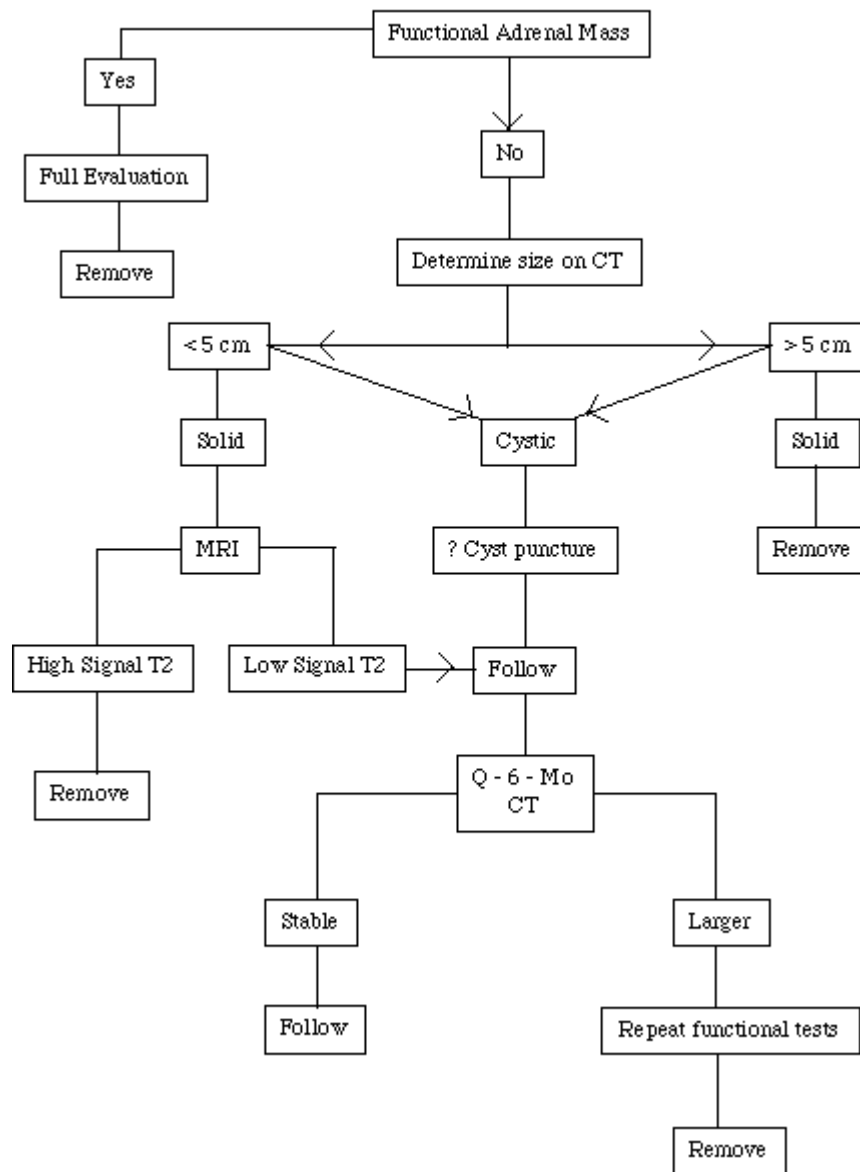 Functional Adrenal Mass
Yes
No
Full Evaluation
Remove
Determine size on CT
< 5 cm
> 5 cm
Solid
Cystic
Solid
MRI
? Cyst puncture
Remove
High Signal T2
Low Signal T2
Follow
Remove
Q - 6 - Mo
CT
Stable
Larger
Follow
Repeat functional tests
Remove